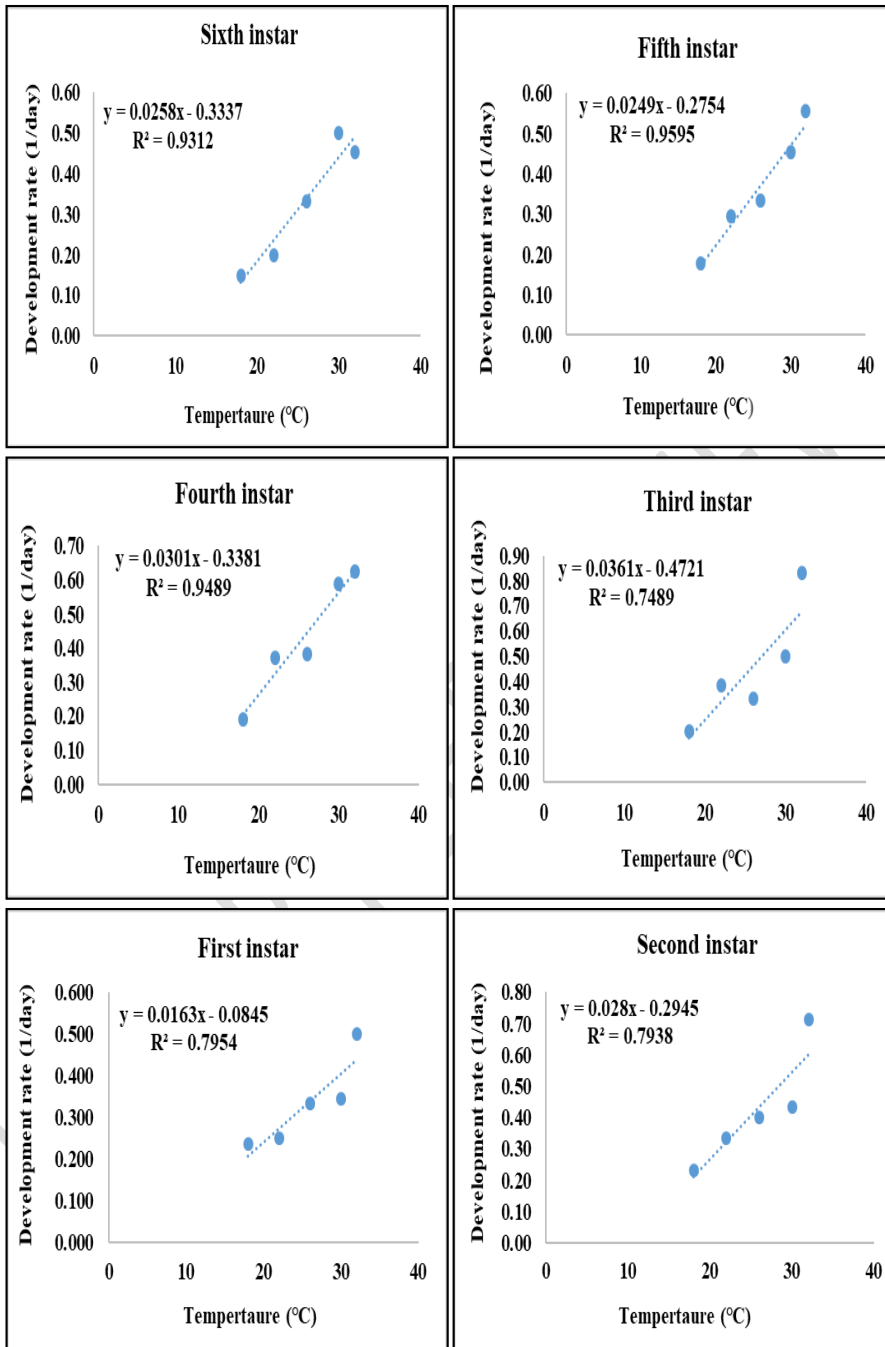 Sixth instar
y = 0.0258x - 0.3337
R² = 0.9312
Development rate (1/day)
0.60
0.50
0.40
0.30
0.20
0.10
0.00
0 10 20 30 40
Tempertaure (°C)
Fifth instar
y = 0.0249x - 0.2754
R² = 0.9595
Development rate (1/day)
0.60
0.50
0.40
0.30
0.20
0.10
0.00
0 10 20 30 40
Tempertaure (°C)
Fourth instar
y = 0.0301x - 0.3381
R² = 0.9489
Development rate (1/day)
0.70
0.60
0.50
0.40
0.30
0.20
0.10
0.00
0 10 20 30 40
Tempertaure (°C)
Third instar
y = 0.0361x - 0.4721
R² = 0.7489
Development rate (1/day)
0.90
0.80
0.70
0.60
0.50
0.40
0.30
0.20
0.10
0.00
0 10 20 30 40
Tempertaure (°C)
First instar
y = 0.0163x - 0.0845
R² = 0.7954
Development rate (1/day)
0.600
0.500
0.400
0.300
0.200
0.100
0.000
0 10 20 30 40
Tempertaure (°C)
Second instar
y = 0.028x - 0.2945
R² = 0.7938
Development rate (1/day)
0.80
0.70
0.60
0.50
0.40
0.30
0.20
0.10
0.00
0 10 20 30 40
Tempertaure (°C)